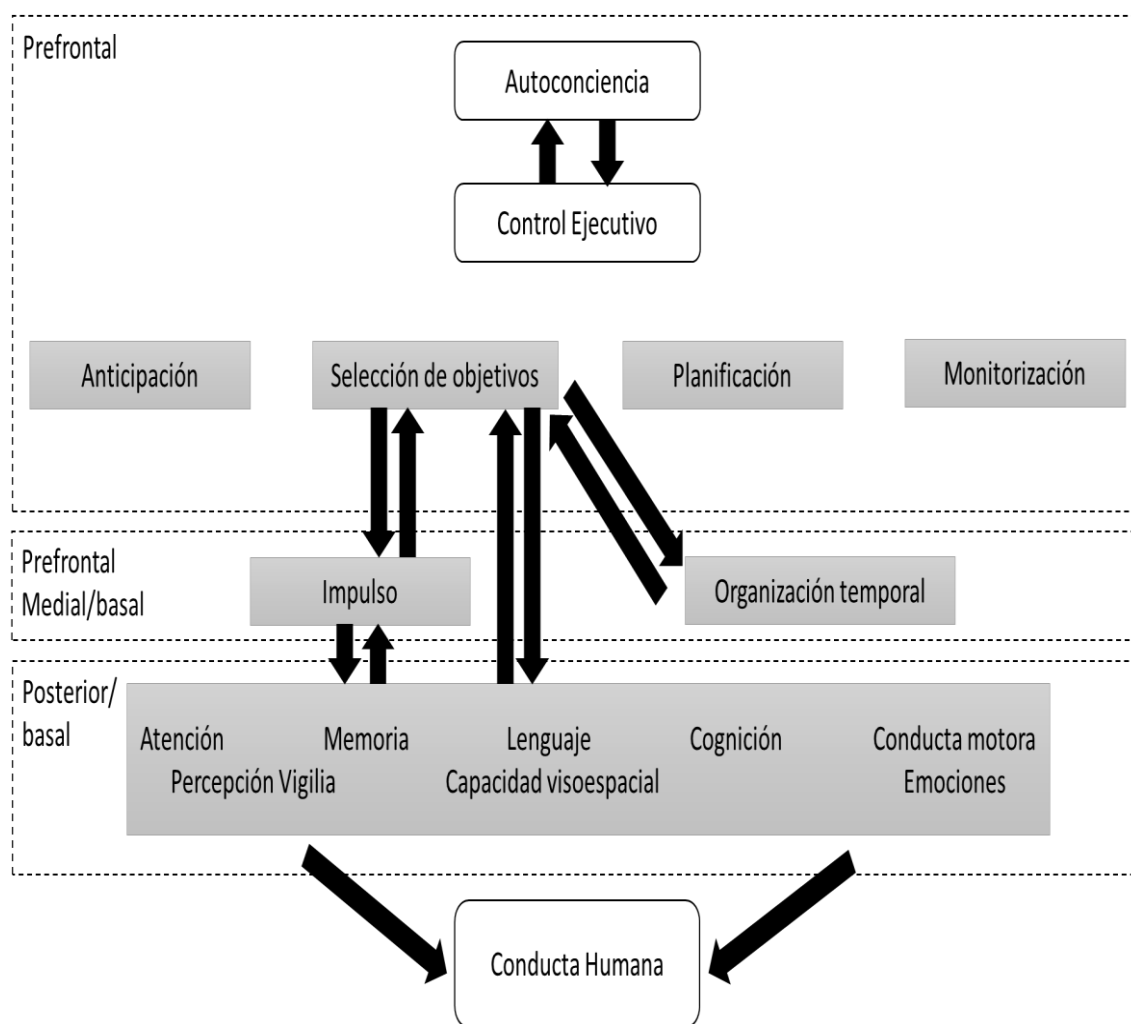 Prefrontal
Autoconciencia
Control Ejecutivo
Anticipación
Selección de objetivos
Planificación
Monitorización
Prefrontal
Medial/basal
Impulso
Organización temporal
Posterior/
basal
Atención Memoria Lenguaje Cognición Conducta motora
Percepción Vigilia Capacidad visoespacial Emociones
Conducta Humana